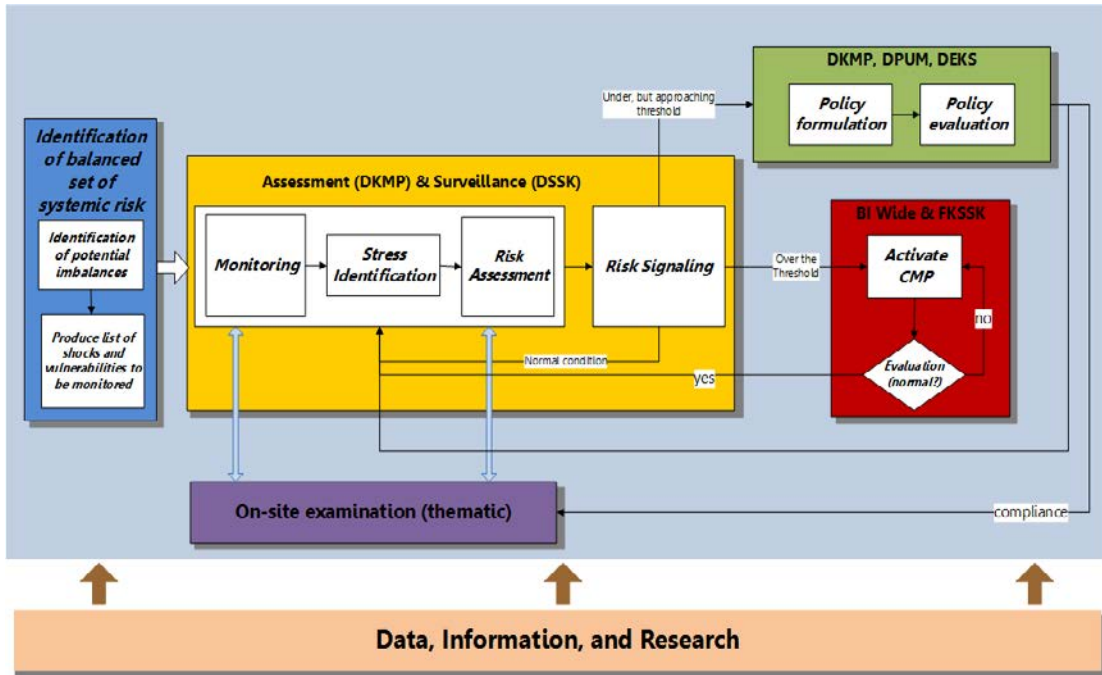 Identification
of balanced
set of
systemic risk
Identification
of potential
imbalances
Produce list of
shocks and
vulnerabilities to
be monitored
Assessment (DKMP) & Surveillance (DSSK)
Monitoring
Stress
Identification
Risk
Assessment
Risk Signaling
Normal condition
Under, but approaching
threshold
DKMP, DPUM, DEKS
Policy
formulation
Policy
evaluation
Over the
Threshold
BI Wide & FKSSK
Activate
CMP
no
Evaluation
(normal?)
yes
On-site examination (thematic)
compliance
Data, Information, and Research